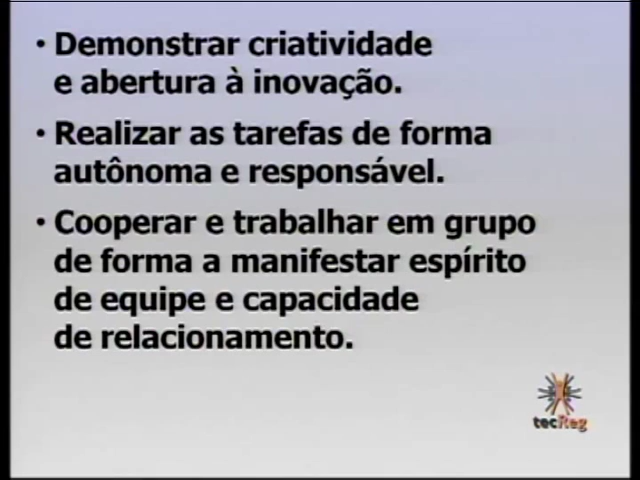 • Demonstrar criatividade
e abertura à inovação.
• Realizar as tarefas de forma
autônoma e responsável.
• Cooperar e trabalhar em grupo
de forma a manifestar espírito
de equipe e capacidade
de relacionamento.
tecReg